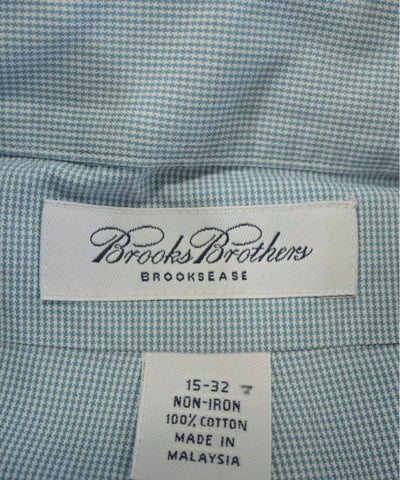 Brooks Brothers
BROOKSEASE
15-32
NON-IRON
100% COTTON
MADE IN
MALAYSIA